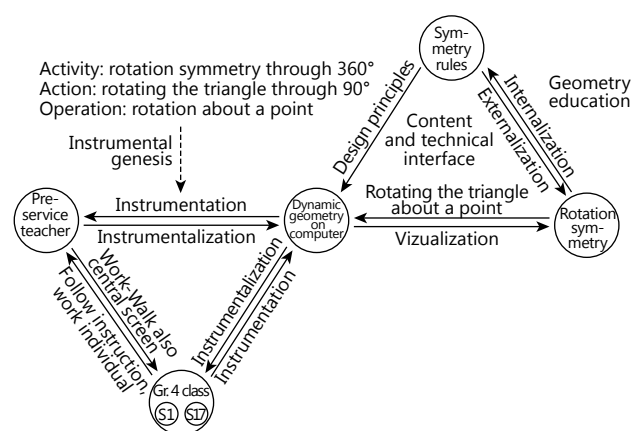 Sym-
metry
rules
Activity: rotation symmetry through 360°
Action: rotating the triangle through 90°
Operation: rotation about a point
Geometry
education
Design principles
Internalization
Externalization
Content
and technical
interface
Instrumental
genesis
Pre-
service
teacher
Instrumentation
Instrumentalization
Dynamic
geometry
on
computer
Rotating the triangle
about a point
Vizualization
Rotation
sym-
metry
Work-Walk also
central screen
Follow instruction,
work individual
Instrumentalization
Instrumentation
Gr. 4 class
S1
S17